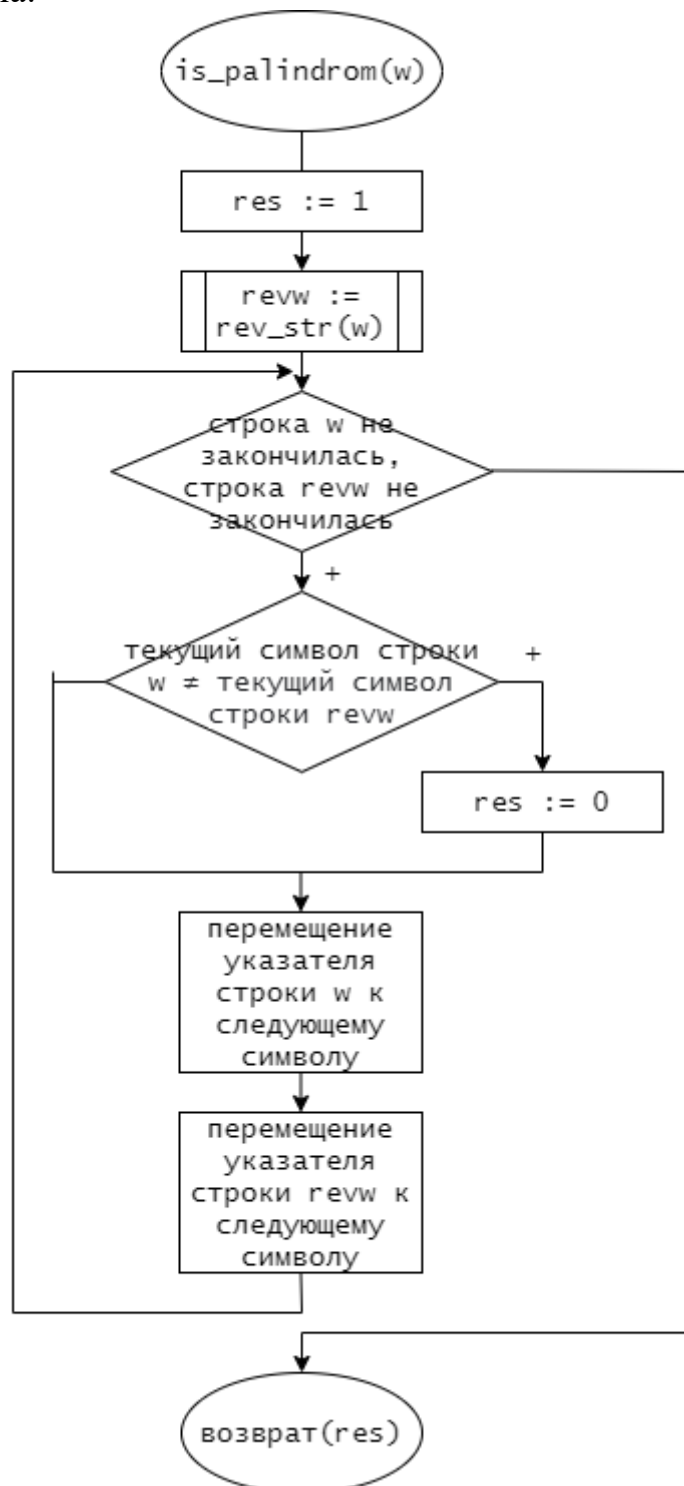 is_palindrom(w)
res := 1
revw :=
rev_str(w)
строка w не
закончилась,
строка revw не
закончилась
+
текущий символ строки
w ≠ текущий символ
строки revw
+
res := 0
перемещение
указателя
строки w к
следующему
символу
перемещение
указателя
строки revw к
следующему
символу
возврат(res)